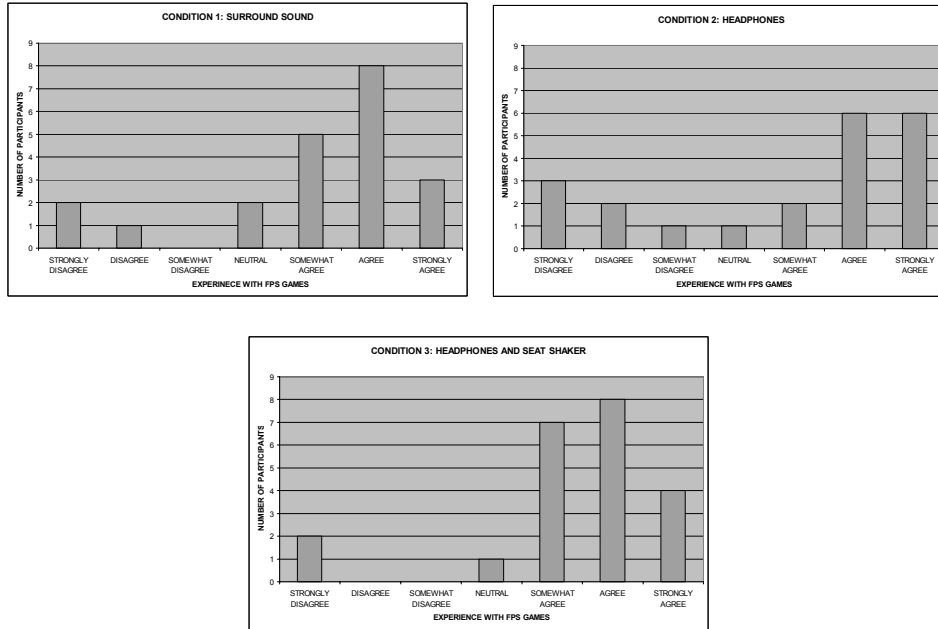 CONDITION 1: SURROUND SOUND
NUMBER OF PARTICIPANTS
9
8
7
6
5
4
3
2
1
0
STRONGLY DISAGREE
DISAGREE
SOMEWHAT DISAGREE
NEUTRAL
SOMEWHAT AGREE
AGREE
STRONGLY AGREE
EXPERINECE WITH FPS GAMES
CONDITION 2: HEADPHONES
NUMBER OF PARTICIPANTS
9
8
7
6
5
4
3
2
1
0
STRONGLY DISAGREE
DISAGREE
SOMEWHAT DISAGREE
NEUTRAL
SOMEWHAT AGREE
AGREE
STRONGLY AGREE
EXPERIENCE WITH FPS GAMES
CONDITION 3: HEADPHONES AND SEAT SHAKER
NUMBER OF PARTICIPANTS
9
8
7
6
5
4
3
2
1
0
STRONGLY DISAGREE
DISAGREE
SOMEWHAT DISAGREE
NEUTRAL
SOMEWHAT AGREE
AGREE
STRONGLY AGREE
EXPERIENCE WITH FPS GAMES